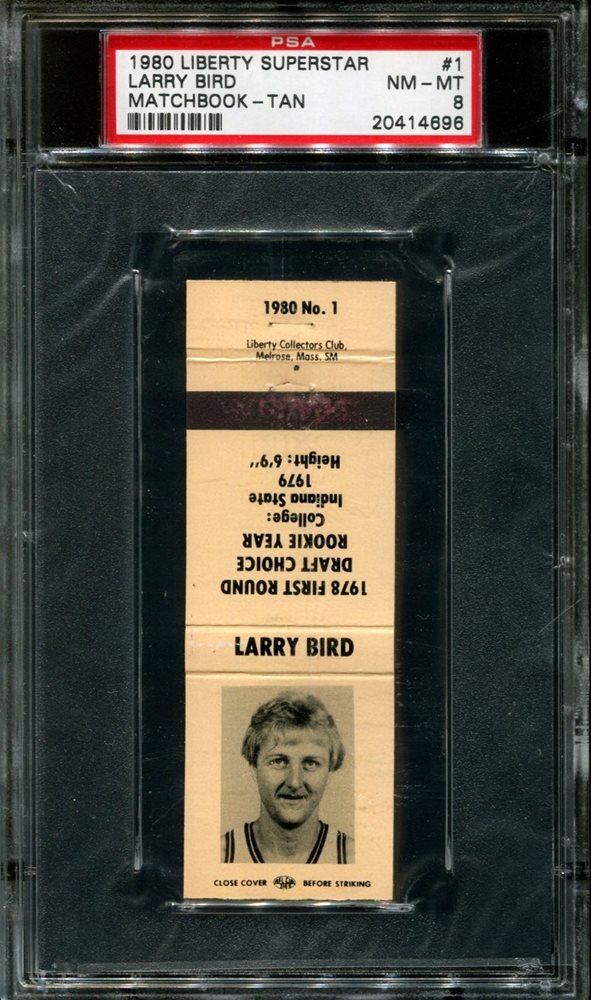 PSA
1980 LIBERTY SUPERSTAR #1
LARRY BIRD NM - MT
MATCHBOOK - TAN 8
20414696
1980 No. 1
Liberty Collectors Club,
Melrose, Mass. SM
1978 FIRST ROUND
DRAFT CHOICE
ROOKIE YEAR
College:
Indiana State
1979
Height: 6'9''
LARRY BIRD
CLOSE COVER BEFORE STRIKING